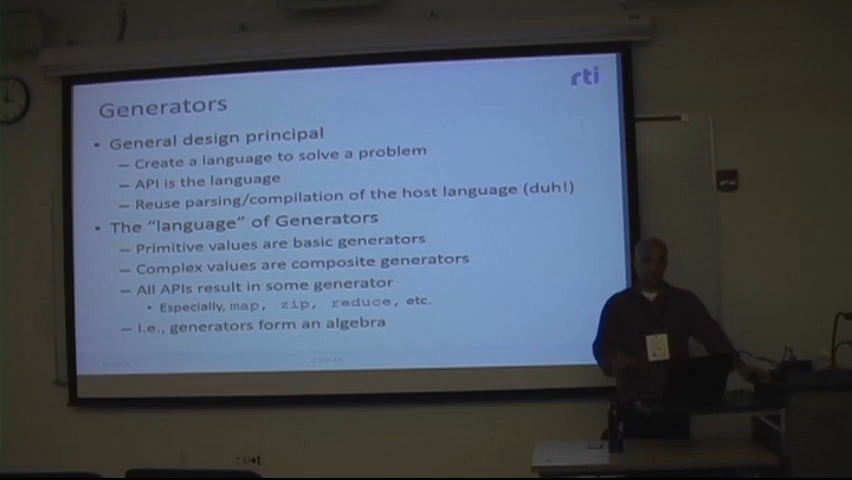 rti
Generators
• General design principal
– Create a language to solve a problem
– API is the language
– Reuse parsing/compilation of the host language (duh!)
• The “language” of Generators
– Primitive values are basic generators
– Complex values are composite generators
– All APIs result in some generator
• Especially, map, zip, reduce, etc.
– I.e., generators form an algebra